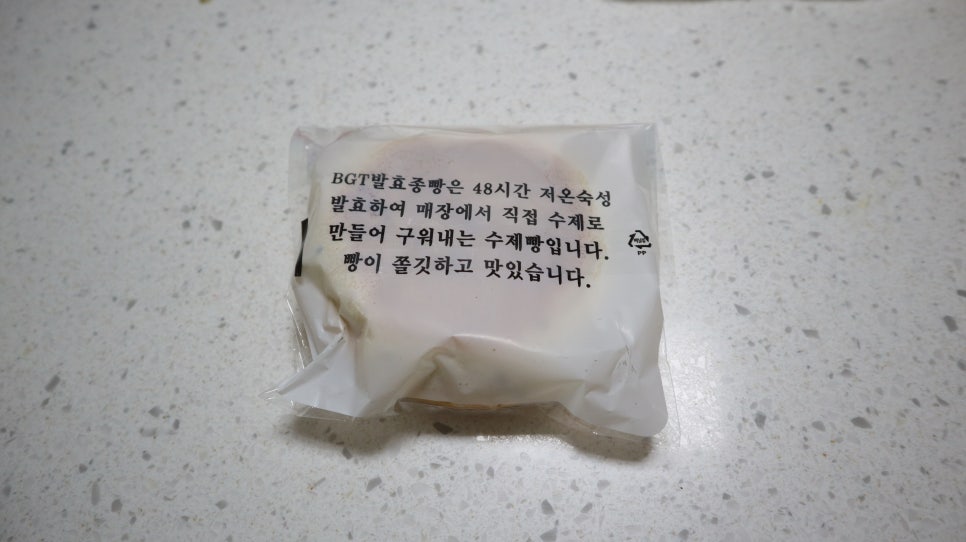 BGT발효종빵은 48시간 저온숙성
발효하여 매장에서 직접 수제로
만들어 구워내는 수제빵입니다.
빵이 쫄깃하고 맛있습니다.
PP